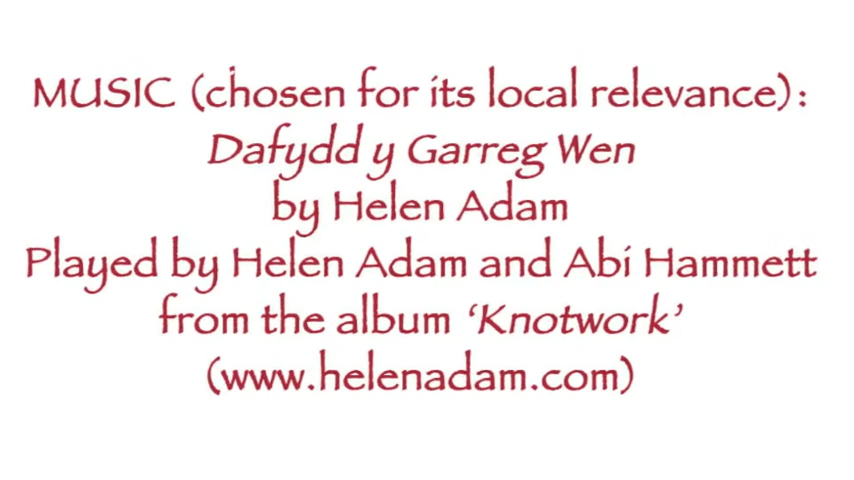 MUSIC (chosen for its local relevance):
Dafydd y Garreg Wen
by Helen Adam
Played by Helen Adam and Abi Hammett
from the album ‘Knotwork’
(www.helenadam.com)